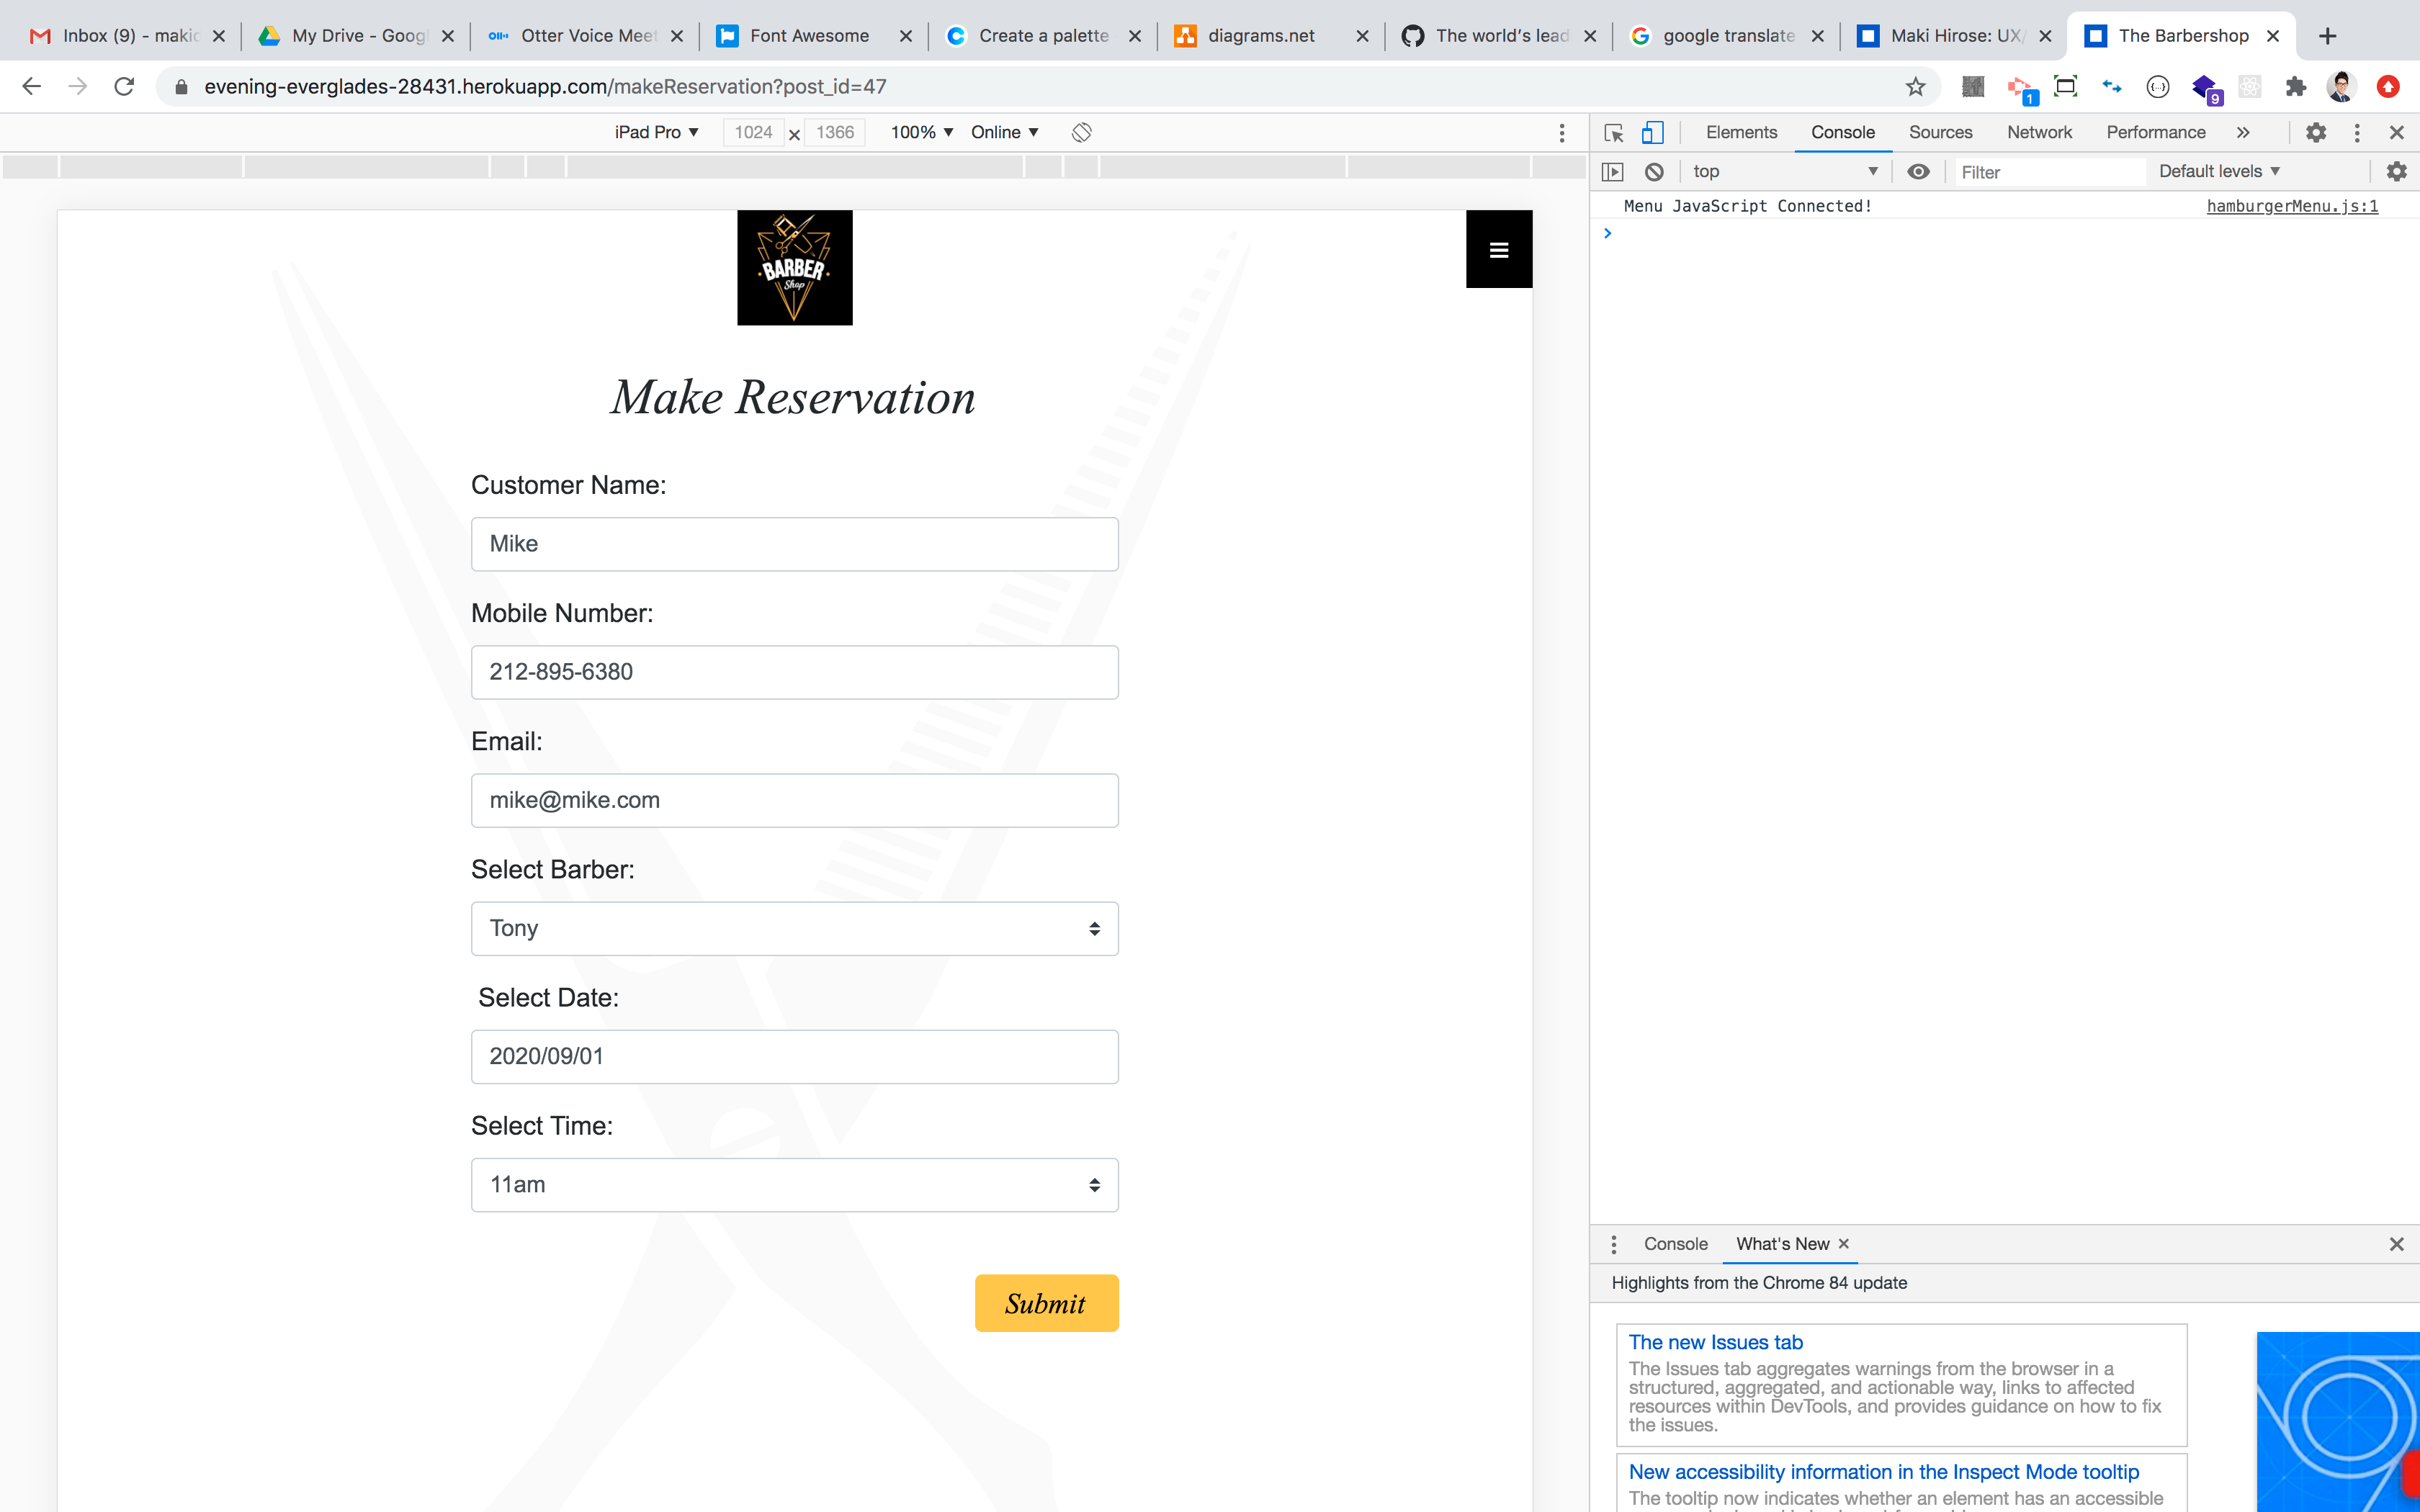 Inbox (9) - maki
My Drive - Goog
Otter Voice Meet
Font Awesome
Create a palette
diagrams.net
The world's lead
google translate
Maki Hirose: UX/
The Barbershop
evening-everglades-28431.herokuapp.com/makeReservation?post_id=47
1
9
iPad Pro ▼ 1024 × 1366 100% ▼ Online ▼
Elements Console Sources Network Performance »
top ▼ Filter Default levels ▼
Menu JavaScript Connected! hamburgerMenu.js:1
BARBER
Shop
Make Reservation
Customer Name:
Mike
Mobile Number:
212-895-6380
Email:
mike@mike.com
Select Barber:
Tony
Select Date:
2020/09/01
Select Time:
11am
Submit
Console What's New ×
Highlights from the Chrome 84 update
The new Issues tab
The Issues tab aggregates warnings from the browser in a
structured, aggregated, and actionable way, links to affected
resources within DevTools, and provides guidance on how to fix
the issues.
New accessibility information in the Inspect Mode tooltip
The tooltip now indicates whether an element has an accessible